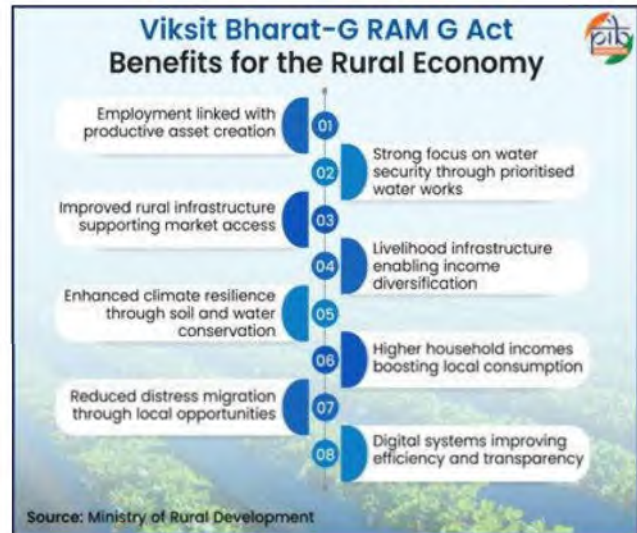 Viksit Bharat-G RAM G Act
Benefits for the Rural Economy
pib
Employment linked with
productive asset creation
01
02
Strong focus on water
security through prioritised
water works
Improved rural infrastructure
supporting market access
03
04
Livelihood infrastructure
enabling income
diversification
Enhanced climate resilience
through soil and water
conservation
05
06
Higher household incomes
boosting local consumption
Reduced distress migration
through local opportunities
07
08
Digital systems improving
efficiency and transparency
Source: Ministry of Rural Development